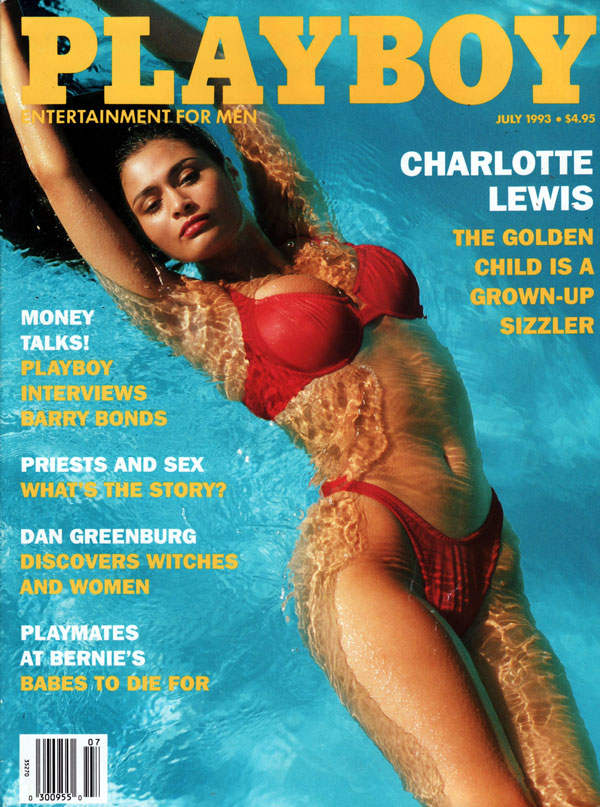 PLAYBOY
ENTERTAINMENT FOR MEN
JULY 1993 • $4.95
CHARLOTTE
LEWIS
THE GOLDEN
CHILD IS A
GROWN-UP
SIZZLER
MONEY
TALKS!
PLAYBOY
INTERVIEWS
BARRY BONDS
PRIESTS AND SEX
WHAT'S THE STORY?
DAN GREENBURG
DISCOVERS WITCHES
AND WOMEN
PLAYMATES
AT BERNIE'S
BABES TO DIE FOR
07
35270
0 300955 0